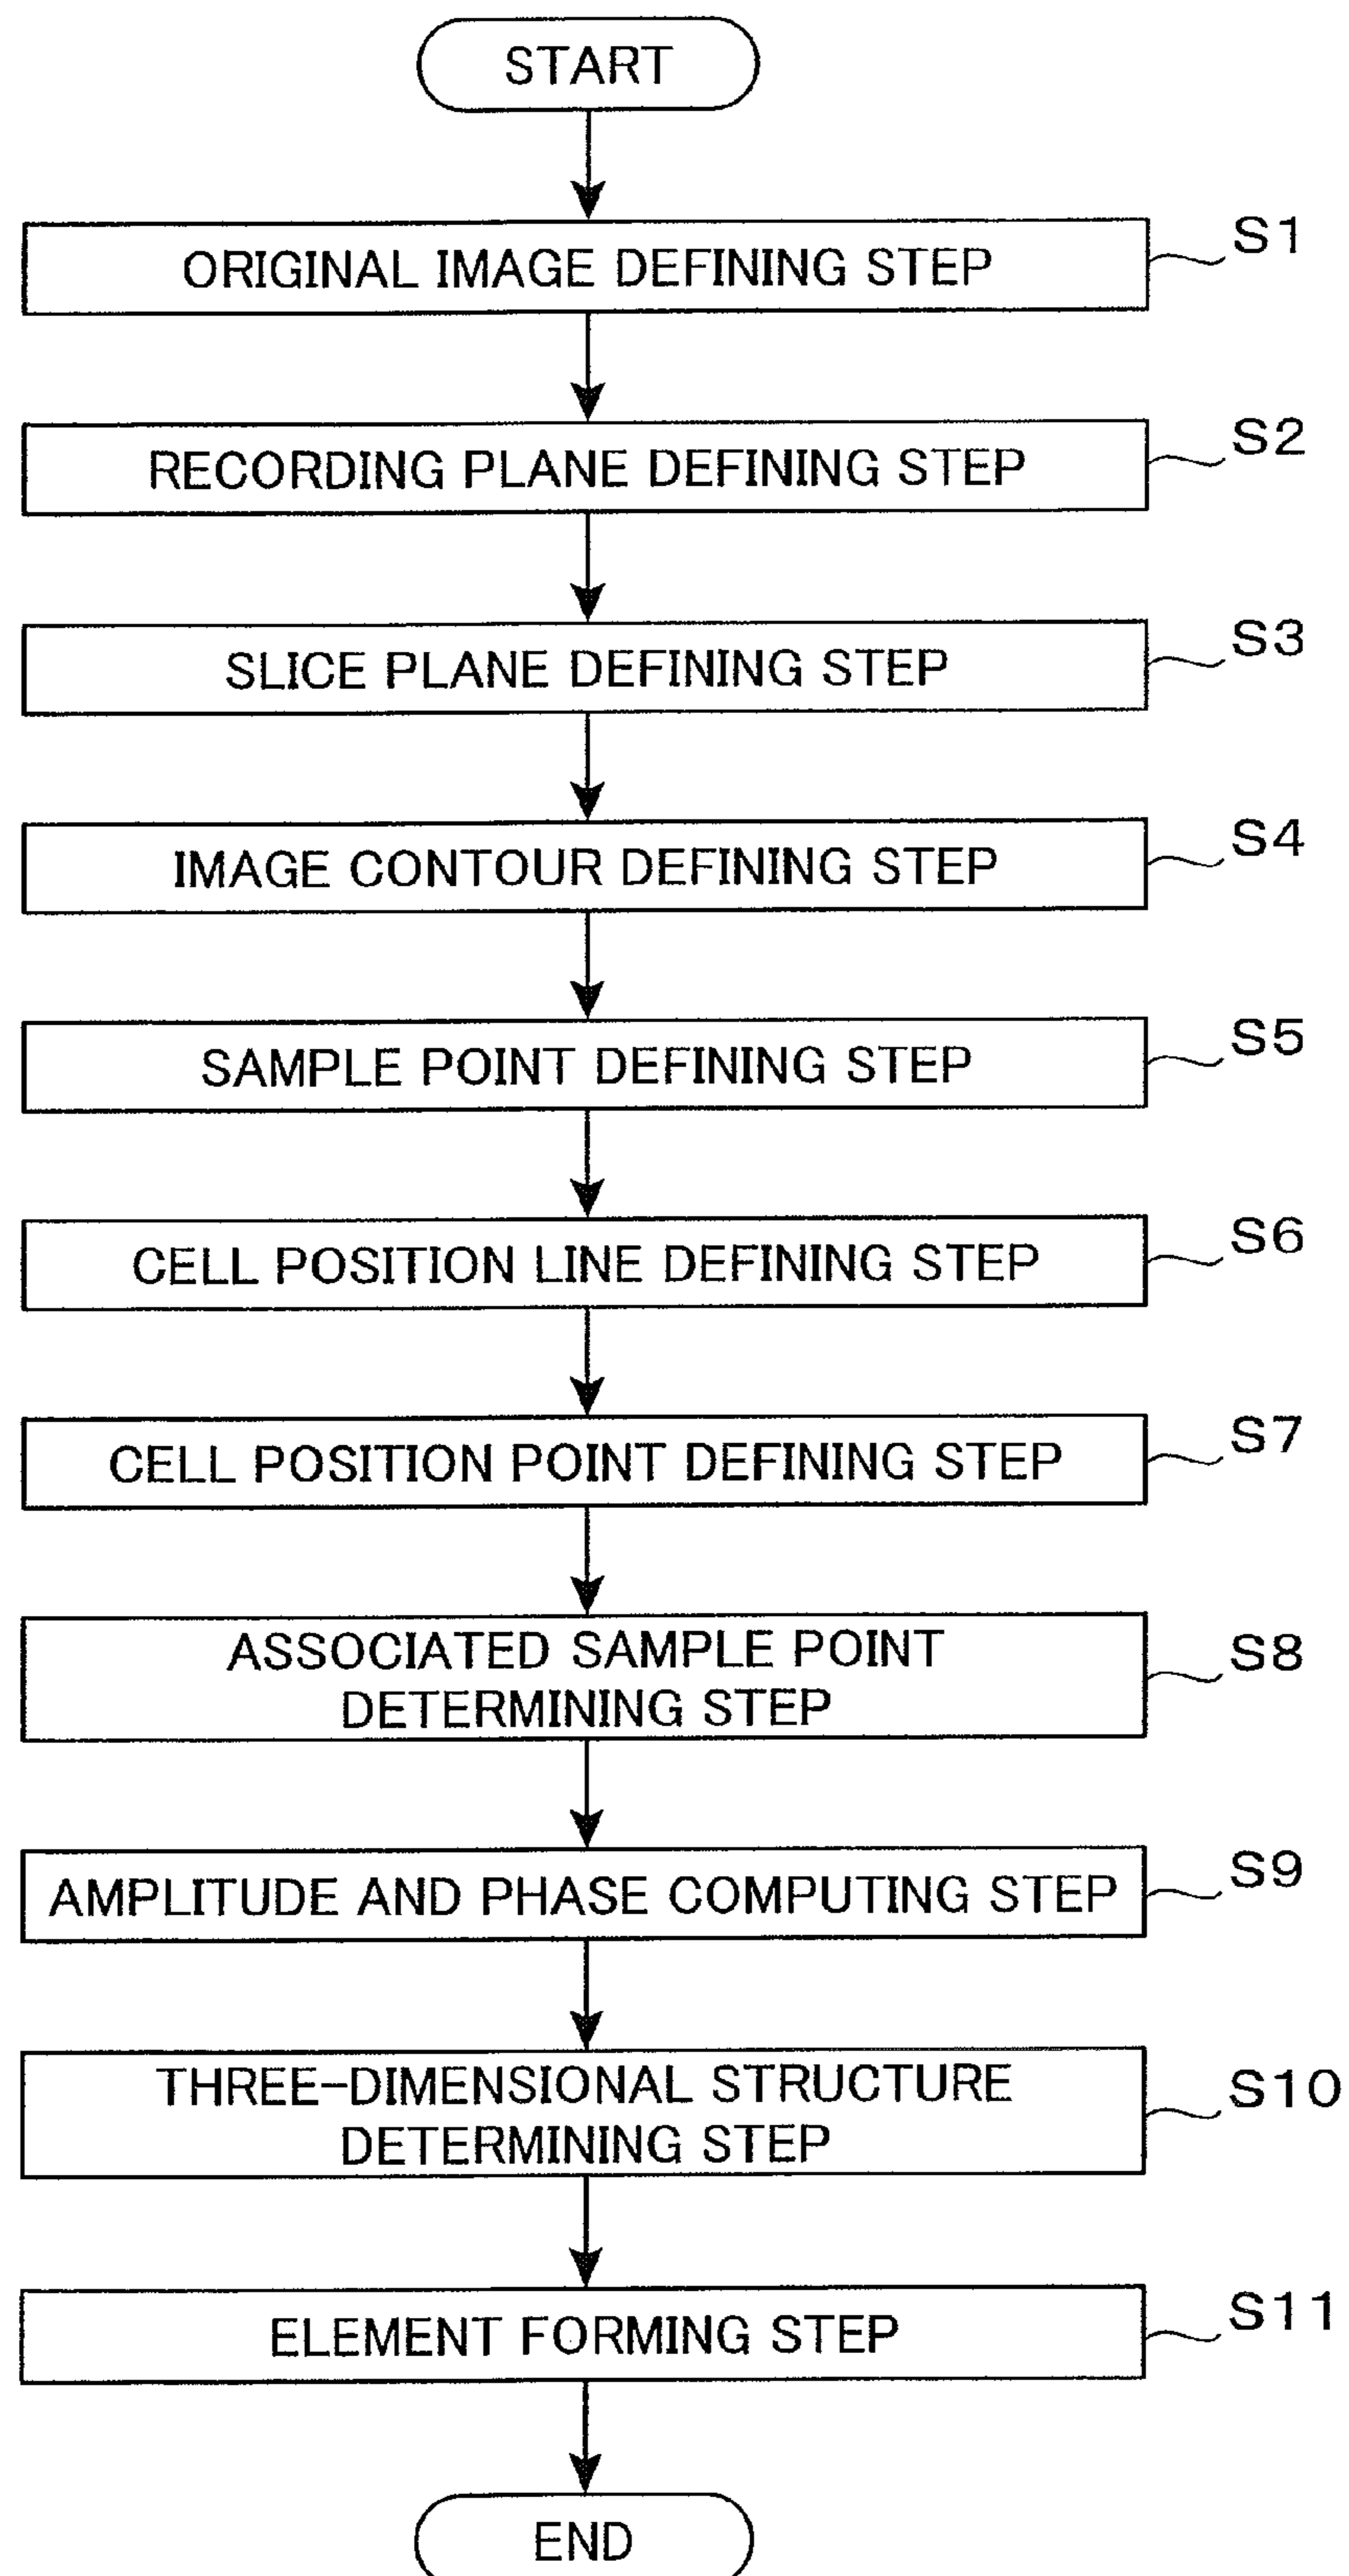 START
ORIGINAL IMAGE DEFINING STEP
S1
RECORDING PLANE DEFINING STEP
S2
SLICE PLANE DEFINING STEP
S3
IMAGE CONTOUR DEFINING STEP
S4
SAMPLE POINT DEFINING STEP
S5
CELL POSITION LINE DEFINING STEP
S6
CELL POSITION POINT DEFINING STEP
S7
ASSOCIATED SAMPLE POINT
DETERMINING STEP
S8
AMPLITUDE AND PHASE COMPUTING STEP
S9
THREE-DIMENSIONAL STRUCTURE
DETERMINING STEP
S10
ELEMENT FORMING STEP
S11
END